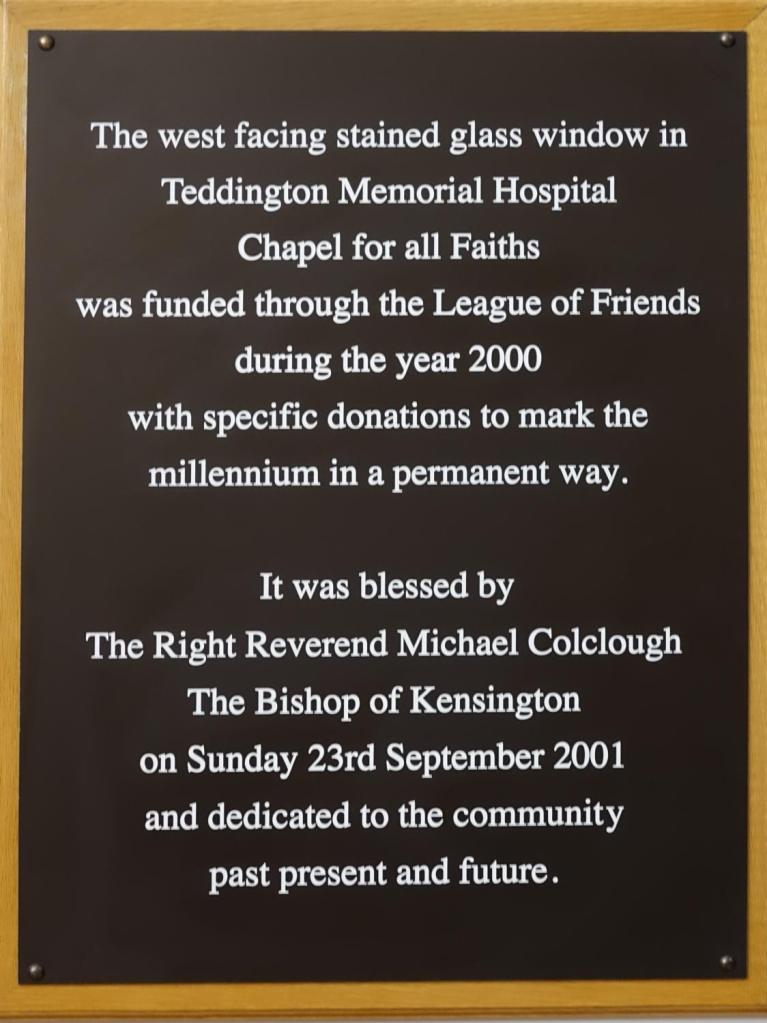 The west facing stained glass window in
Teddington Memorial Hospital
Chapel for all Faiths
was funded through the League of Friends
during the year 2000
with specific donations to mark the
millennium in a permanent way.
It was blessed by
The Right Reverend Michael Colclough
The Bishop of Kensington
on Sunday 23rd September 2001
and dedicated to the community
past present and future.